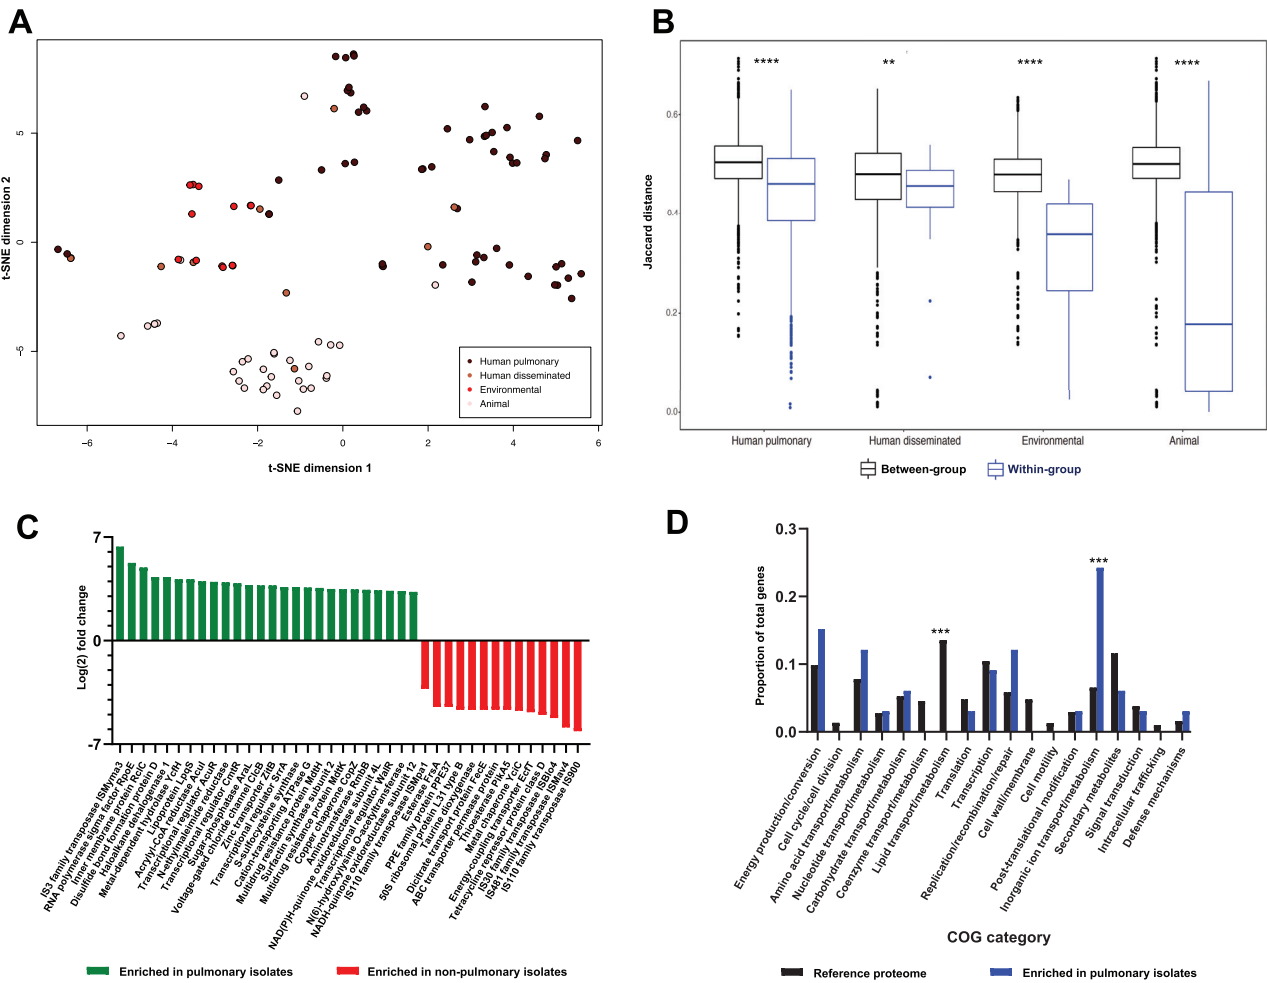 A
5
0
−5
t-SNE dimension 2
−6
−4
−2
0
2
4
6
t-SNE dimension 1
Human pulmonary
Human disseminated
Environmental
Animal
B
****
**
****
****
0.6
0.4
0.2
0.0
Jaccard distance
Human pulmonary
Human disseminated
Environmental
Animal
Between-group
Within-group
C
7
0
-7
Log(2) fold change
IS3 family transposase ISMyma3
RNA polymerase sigma factor RpoE
Inner membrane protein RclC
Disulfide bond formation protein D
Haloalkane dehalogenase 1
Metal-dependent hydrolase YcfH
Lipoprotein LpqS
Acrylyl-CoA reductase AcuI
Transcriptional regulator AcuR
N-ethylmaleimide reductase
Transcriptional regulator CmtR
Sugar-phosphatase AraL
Voltage-gated chloride channel ClcB
Zinc transporter ZitB
Transcriptional regulator SrrA
S-sulfocysteine synthase
Cation-transporting ATPase G
Multidrug resistance protein MdtH
Surfactin synthase subunit 2
Multidrug resistance protein MdtK
Copper chaperone CopZ
Aminotransferase RmbB
NAD(P)H-quinone oxidoreductase subunit 4L
Transcriptional regulator WalR
N(6)-hydroxylysine O-acetyltransferase
NADH-quinone oxidoreductase subunit 12
IS110 family transposase ISMpa1
Esterase EstA
PPE family protein PPE37
50S ribosomal protein L31 type B
Taurine dioxygenase
Dicitrate transport protein FecE
ABC transporter permease protein
Thioesterase PikA5
Metal chaperone YciC
Energy-coupling transporter EcfT
Tetracycline repressor protein class D
IS30 family transposase ISBlo4
IS481 family transposase ISMav4
IS110 family transposase IS900
Enriched in pulmonary isolates
Enriched in non-pulmonary isolates
D
0.3
0.2
0.1
0.0
Proportion of total genes
***
***
Energy production/conversion
Cell cycle/cell division
Amino acid transport/metabolism
Nucleotide transport/metabolism
Carbohydrate transport/metabolism
Coenzyme transport/metabolism
Lipid transport/metabolism
Translation
Transcription
Replication/recombination/repair
Cell wall/membrane
Cell motility
Post-translational modification
Inorganic ion transport/metabolism
Secondary metabolites
Signal transduction
Intracellular trafficking
Defense mechanisms
COG category
Reference proteome
Enriched in pulmonary isolates